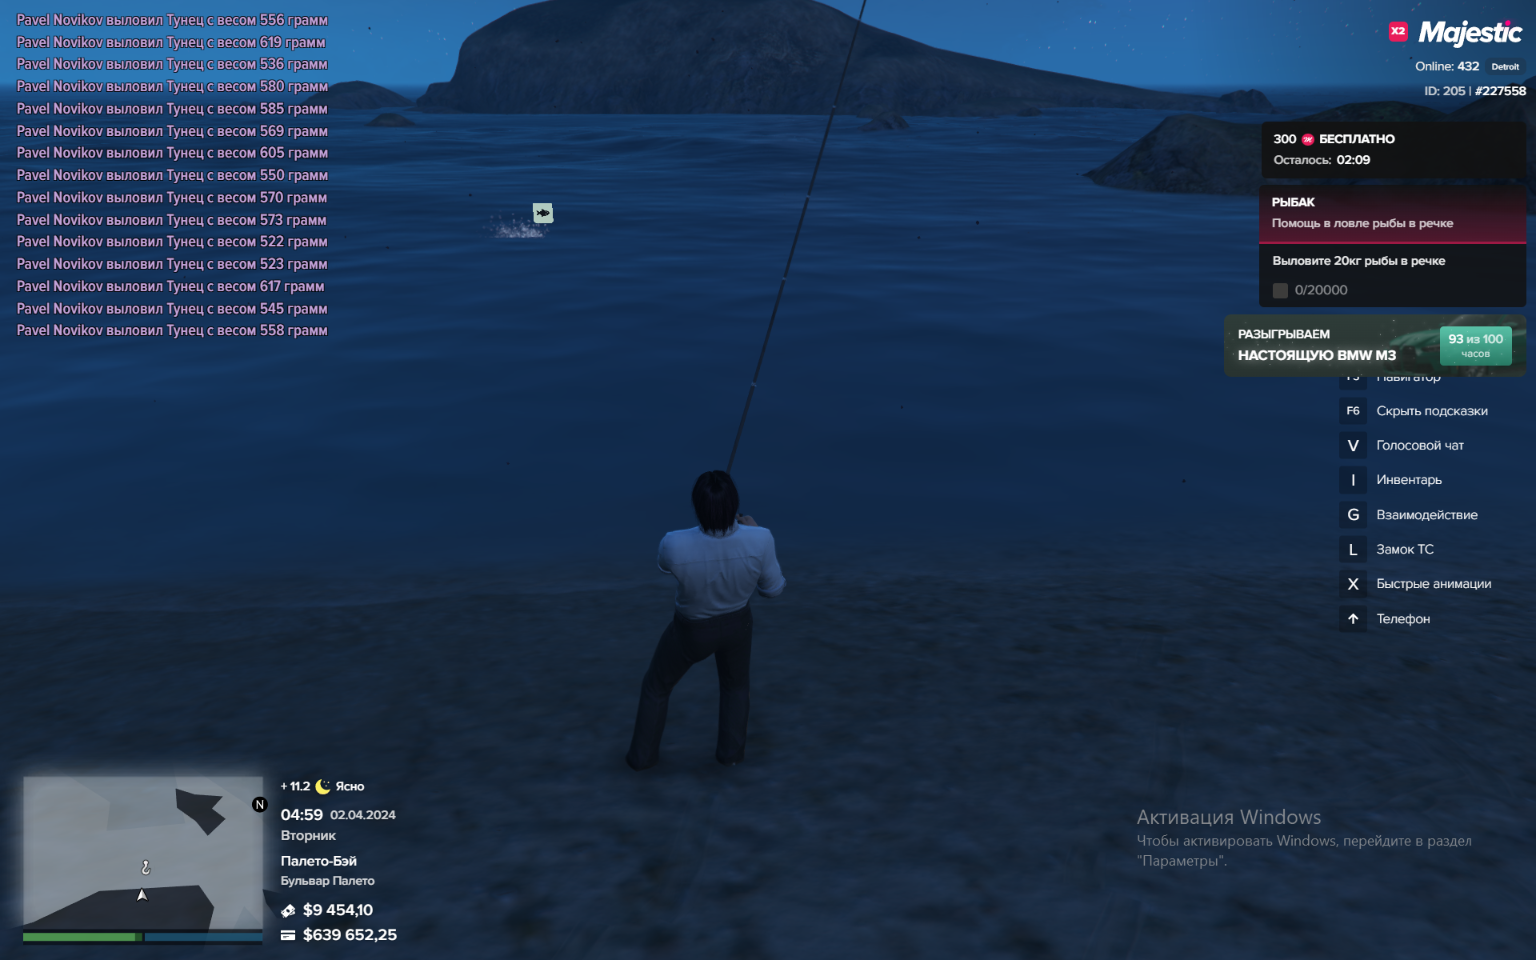 Pavel Novikov выловил Тунец с весом 556 грамм
Pavel Novikov выловил Тунец с весом 619 грамм
Pavel Novikov выловил Тунец с весом 536 грамм
Pavel Novikov выловил Тунец с весом 580 грамм
Pavel Novikov выловил Тунец с весом 585 грамм
Pavel Novikov выловил Тунец с весом 569 грамм
Pavel Novikov выловил Тунец с весом 605 грамм
Pavel Novikov выловил Тунец с весом 550 грамм
Pavel Novikov выловил Тунец с весом 570 грамм
Pavel Novikov выловил Тунец с весом 573 грамм
Pavel Novikov выловил Тунец с весом 522 грамм
Pavel Novikov выловил Тунец с весом 523 грамм
Pavel Novikov выловил Тунец с весом 617 грамм
Pavel Novikov выловил Тунец с весом 545 грамм
Pavel Novikov выловил Тунец с весом 558 грамм
X2 Majestic
Online: 432 Detroit
ID: 205 | #227558
300 БЕСПЛАТНО
Осталось: 02:09
РЫБАК
Помощь в ловле рыбы в речке
Выловите 20кг рыбы в речке
0/20000
РАЗЫГРЫВАЕМ
НАСТОЯЩУЮ BMW M3
93 из 100
часов
Навигатор
F6 Скрыть подсказки
V Голосовой чат
I Инвентарь
G Взаимодействие
L Замок ТС
X Быстрые анимации
Телефон
N
+ 11.2 Ясно
04:59 02.04.2024
Вторник
Палето-Бэй
Бульвар Палето
$9 454,10
$639 652,25
Активация Windows
Чтобы активировать Windows, перейдите в раздел
"Параметры".